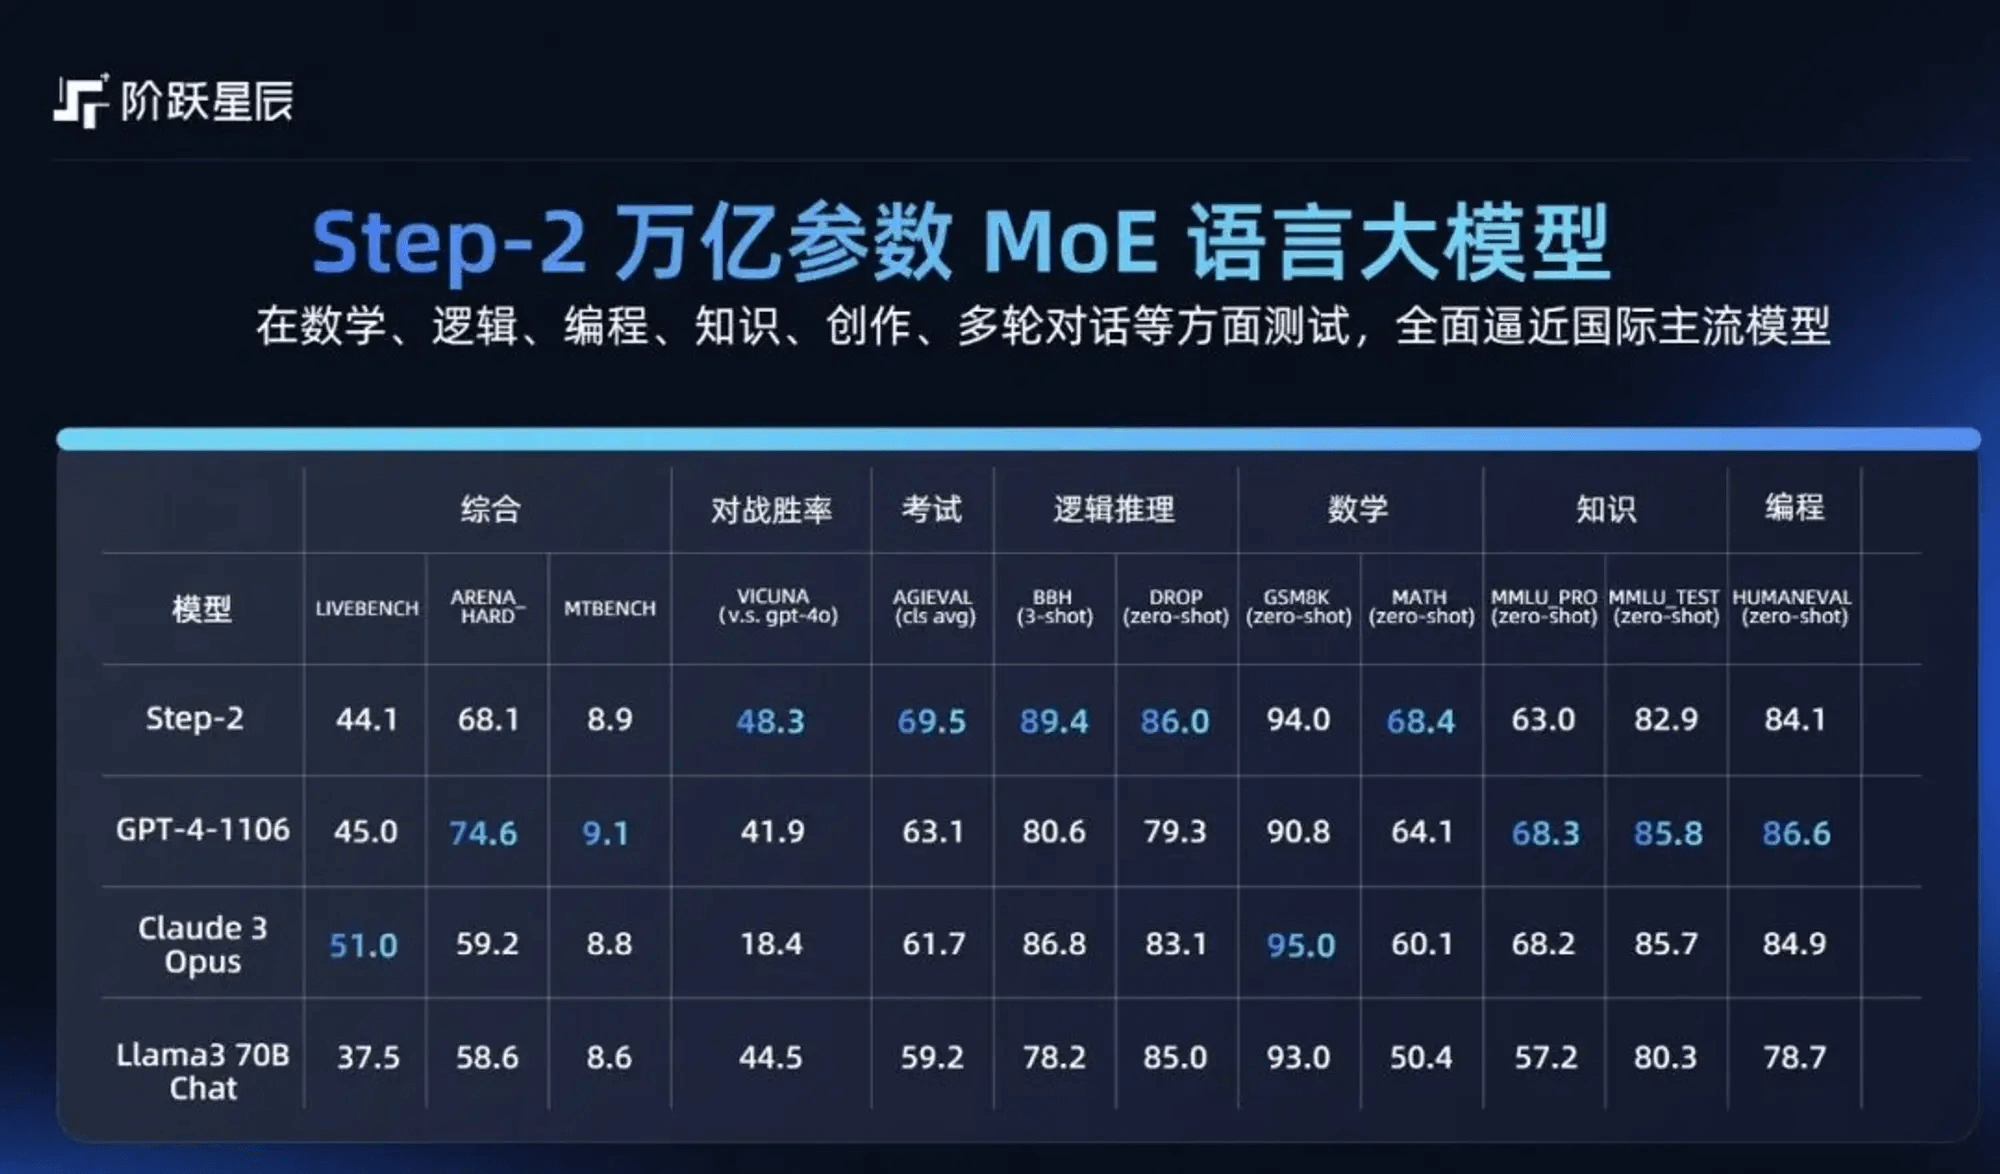 阶跃星辰
Step-2 万亿参数 MoE 语言大模型
在数学、逻辑、编程、知识、创作、多轮对话等方面测试，全面逼近国际主流模型
综合 对战胜率 考试 逻辑推理 数学 知识 编程
模型 LIVEBENCH ARENA_HARD MTBENCH VICUNA (v.s. gpt-4o) AGIEVAL (cls avg) BBH (3-shot) DROP (zero-shot) GSM8K (zero-shot) MATH (zero-shot) MMLU_PRO (zero-shot) MMLU_TEST (zero-shot) HUMANEVAL (zero-shot)
Step-2 44.1 68.1 8.9 48.3 69.5 89.4 86.0 94.0 68.4 63.0 82.9 84.1
GPT-4-1106 45.0 74.6 9.1 41.9 63.1 80.6 79.3 90.8 64.1 68.3 85.8 86.6
Claude 3 Opus 51.0 59.2 8.8 18.4 61.7 86.8 83.1 95.0 60.1 68.2 85.7 84.9
Llama3 70B Chat 37.5 58.6 8.6 44.5 59.2 78.2 85.0 93.0 50.4 57.2 80.3 78.7